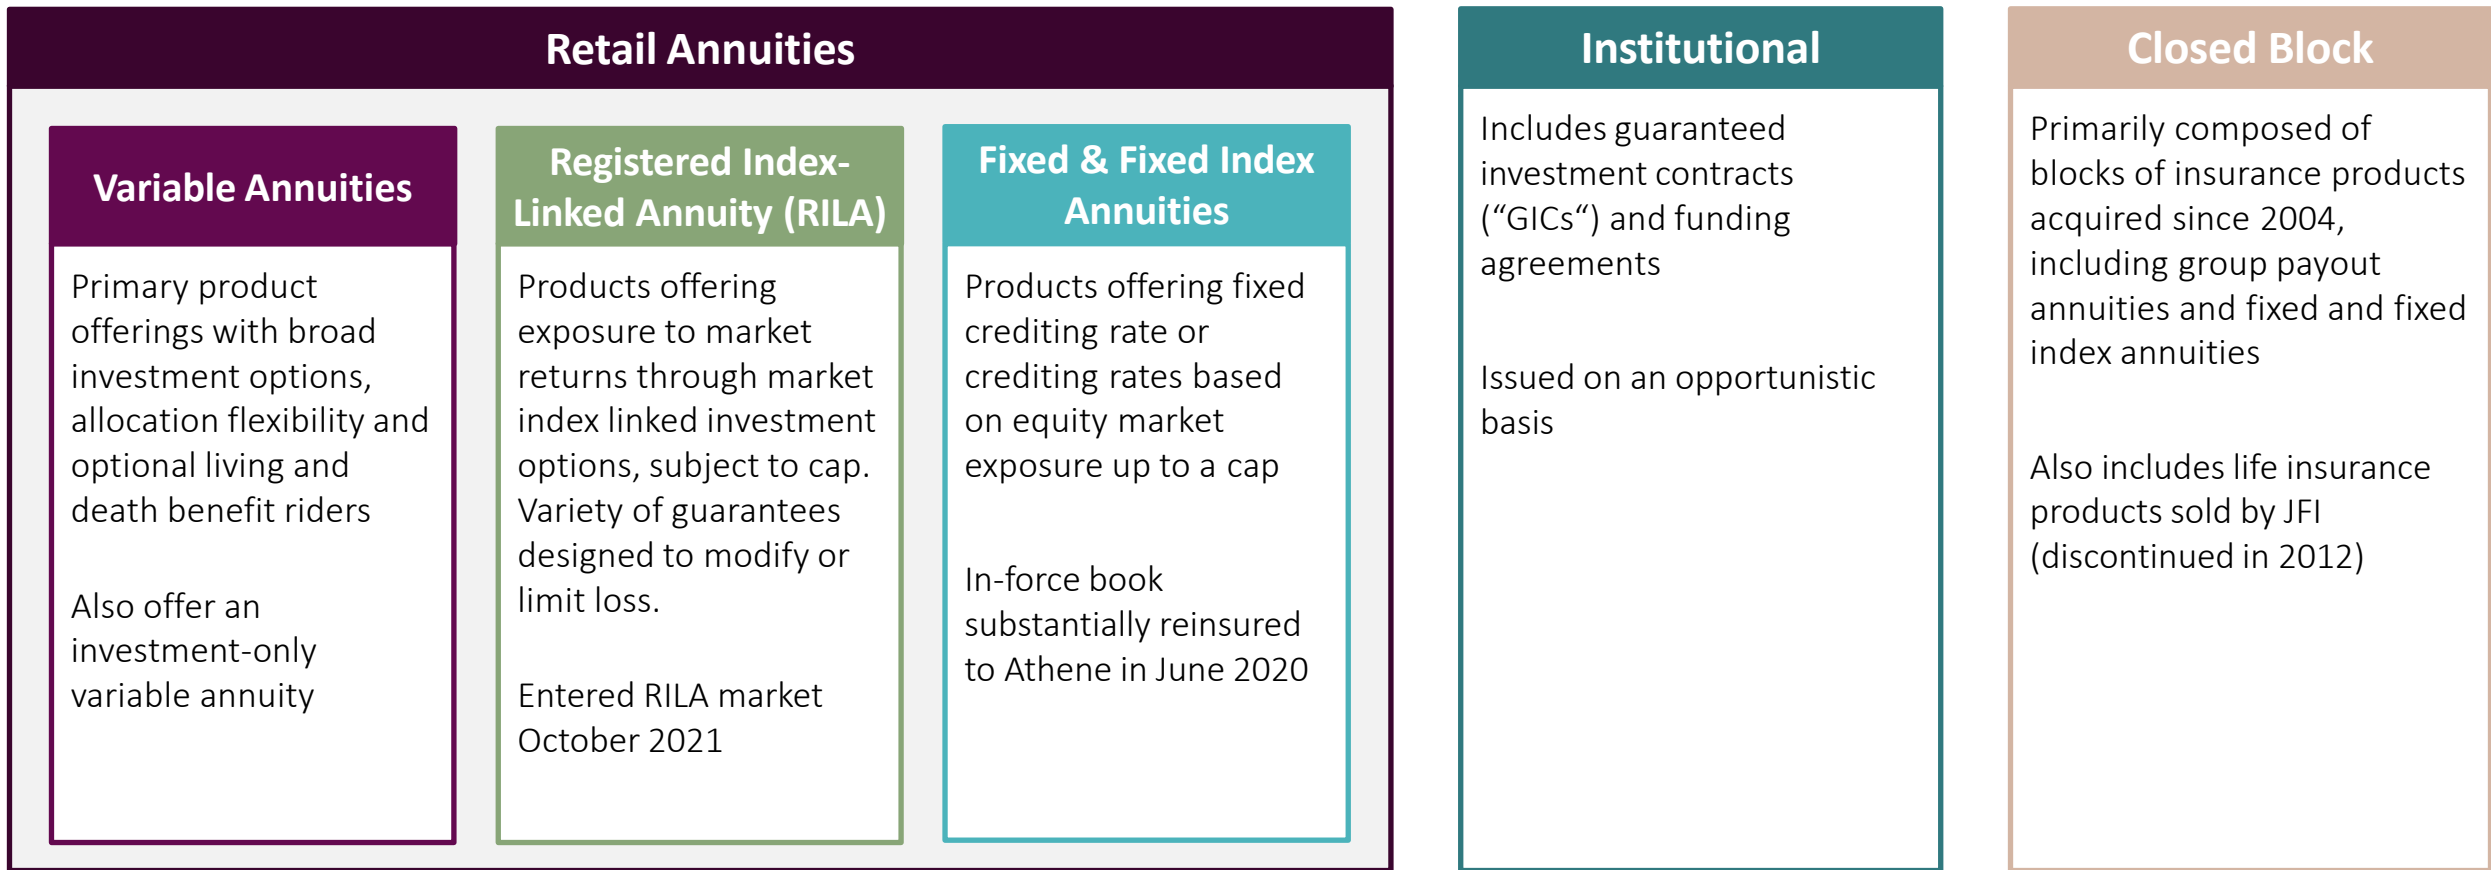 Retail Annuities
Variable Annuities
Primary product
offerings with broad
investment options,
allocation flexibility and
optional living and
death benefit riders
Also offer an
investment-only
variable annuity
Registered Index-
Linked Annuity (RILA)
Products offering
exposure to market
returns through market
index linked investment
options, subject to cap.
Variety of guarantees
designed to modify or
limit loss.
Entered RILA market
October 2021
Fixed & Fixed Index
Annuities
Products offering fixed
crediting rate or
crediting rates based
on equity market
exposure up to a cap
In-force book
substantially reinsured
to Athene in June 2020
Institutional
Includes guaranteed
investment contracts
(“GICs“) and funding
agreements
Issued on an opportunistic
basis
Closed Block
Primarily composed of
blocks of insurance products
acquired since 2004,
including group payout
annuities and fixed and fixed
index annuities
Also includes life insurance
products sold by JFI
(discontinued in 2012)